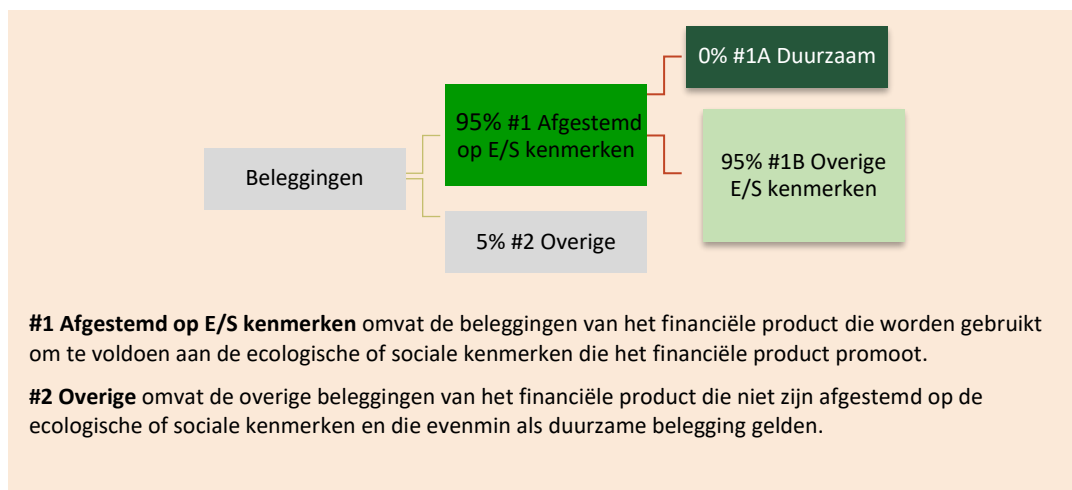 0% #1A Duurzaam
95% #1 Afgestemd
op E/S kenmerken
95% #1B Overige
E/S kenmerken
Beleggingen
5% #2 Overige
#1 Afgestemd op E/S kenmerken omvat de beleggingen van het financiële product die worden gebruikt
om te voldoen aan de ecologische of sociale kenmerken die het financiële product promoot.
#2 Overige omvat de overige beleggingen van het financiële product die niet zijn afgestemd op de
ecologische of sociale kenmerken en die evenmin als duurzame belegging gelden.